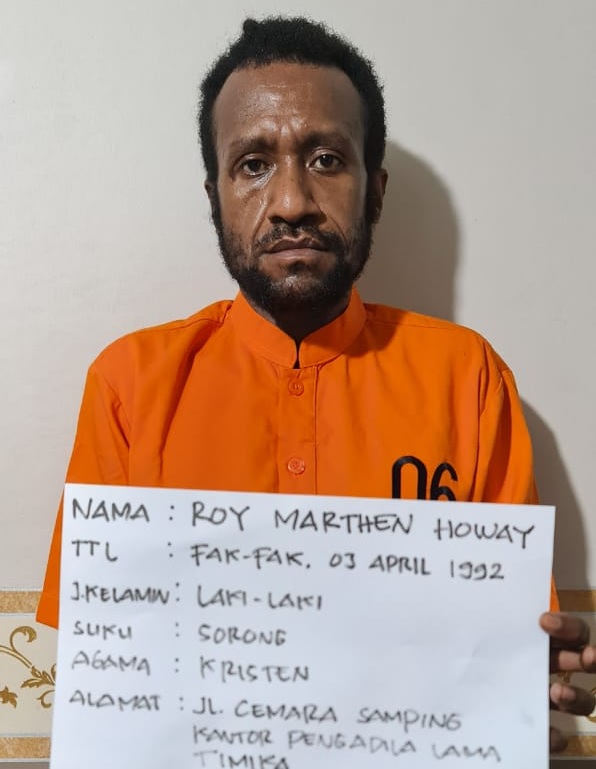 06
NAMA : ROY MARTHEN HOWAY
TTL : FAK-FAK, 03 APRIL 1992
J.KELAMIN : LAKI-LAKI
SUKU : SORONG
AGAMA : KRISTEN
ALAMAT : JL. CEMARA SAMPING
KANTOR PENGADILA LAMA
TIMIKA